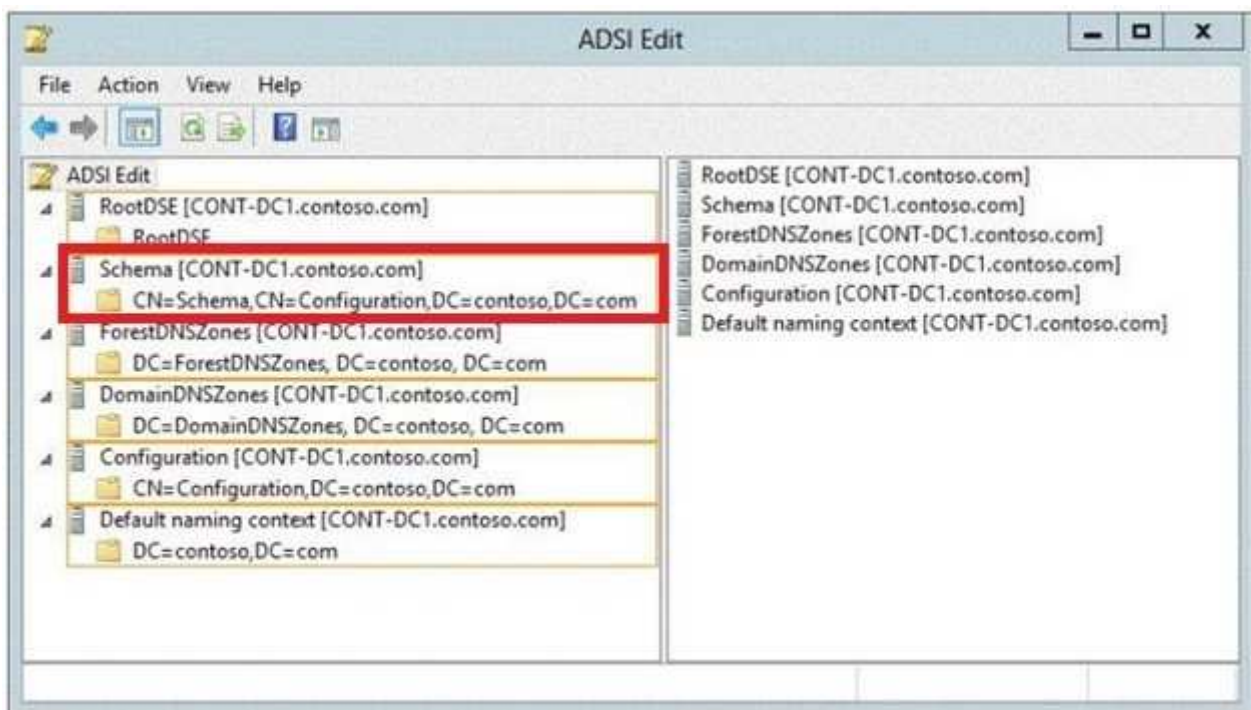 ADSI Edit
File Action View Help
ADSI Edit
RootDSE [CONT-DC1.contoso.com]
RootDSE
Schema [CONT-DC1.contoso.com]
CN=Schema,CN=Configuration,DC=contoso,DC=com
ForestDNSZones [CONT-DC1.contoso.com]
DC=ForestDNSZones, DC=contoso, DC=com
DomainDNSZones [CONT-DC1.contoso.com]
DC=DomainDNSZones, DC=contoso, DC=com
Configuration [CONT-DC1.contoso.com]
CN=Configuration,DC=contoso,DC=com
Default naming context [CONT-DC1.contoso.com]
DC=contoso,DC=com
RootDSE [CONT-DC1.contoso.com]
Schema [CONT-DC1.contoso.com]
ForestDNSZones [CONT-DC1.contoso.com]
DomainDNSZones [CONT-DC1.contoso.com]
Configuration [CONT-DC1.contoso.com]
Default naming context [CONT-DC1.contoso.com]